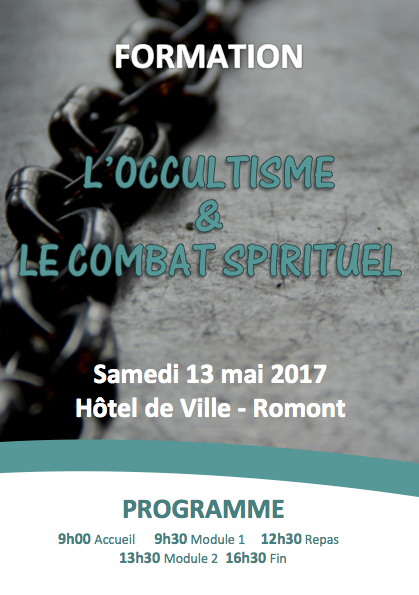 FORMATION
L'OCCULTISME
&
LE COMBAT SPIRITUEL
Samedi 13 mai 2017
Hôtel de Ville - Romont
PROGRAMME
9h00 Accueil 9h30 Module 1 12h30 Repas
13h30 Module 2 16h30 Fin